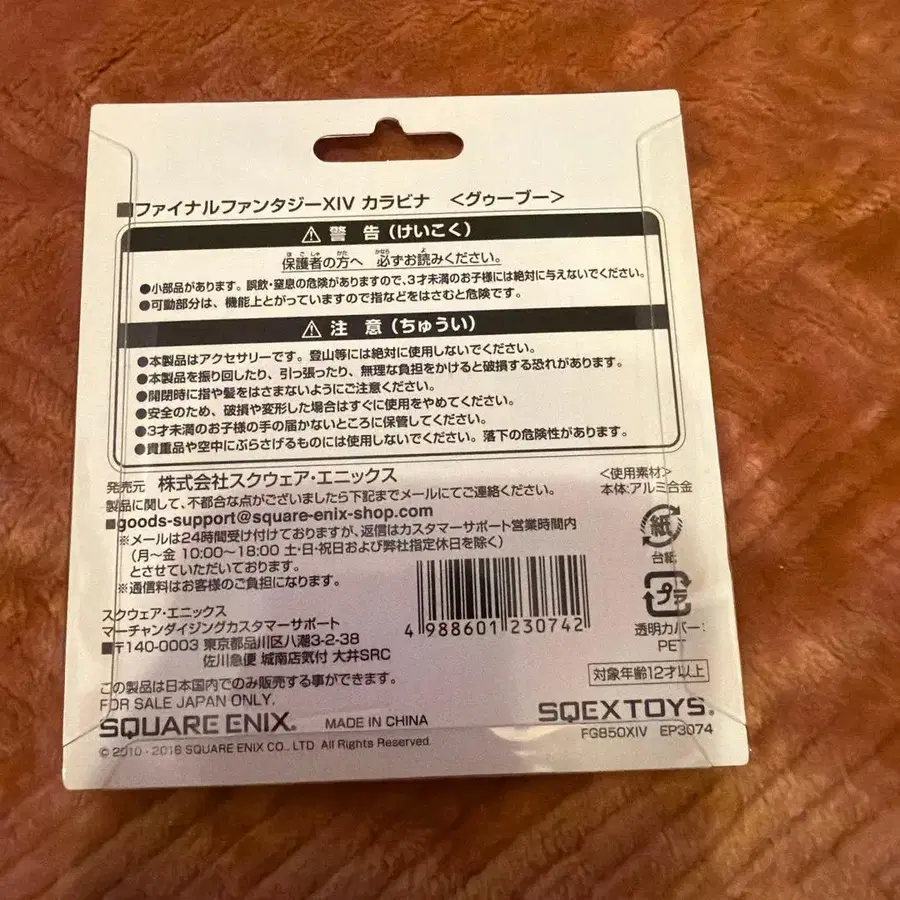 ■ファイナルファンタジーXIV カラビナ ＜グゥーブー＞
⚠ 警 告（けいこく）
保護者の方へ 必ずお読みください。
●小部品があります。誤飲・窒息の危険がありますので、3才未満のお子様には絶対に与えないでください。
●可動部分は、機能上とがっていますので指などをはさむと危険です。
⚠ 注 意（ちゅうい）
●本製品はアクセサリーです。登山等には絶対に使用しないでください。
●本製品を振り回したり、引っ張ったり、無理な負担をかけると破損する恐れがあります。
●開閉時に指や髪をはさまないようにご注意ください。
●安全のため、破損や変形した場合はすぐに使用をやめてください。
●3才未満のお子様の手の届かないところに保管してください。
●貴重品や空中にぶらさげるものには使用しないでください。落下の危険性があります。
発売元 株式会社スクウェア・エニックス
製品に関して、不都合な点がございましたら下記までメールにてご連絡ください。
■goods-support@square-enix-shop.com
※メールは24時間受け付けておりますが、返信はカスタマーサポート営業時間内
（月〜金 10:00〜18:00 土・日・祝日および弊社指定休日を除く）
とさせていただいております。
※通信料はお客様のご負担になります。
スクウェア・エニックス
マーチャンダイジングカスタマーサポート
■〒140-0003 東京都品川区八潮3-2-38
佐川急便 城南店気付 大井SRC
この製品は日本国内でのみ販売する事ができます。
FOR SALE JAPAN ONLY.
SQUARE ENIX. MADE IN CHINA
© 2010 - 2018 SQUARE ENIX CO., LTD. All Rights Reserved.
4 988601 230742
＜使用素材＞
本体：アルミ合金
紙
台紙
プラ
透明カバー：
PET
対象年齢12才以上
SQEX TOYS.
FG850XIV EP3074